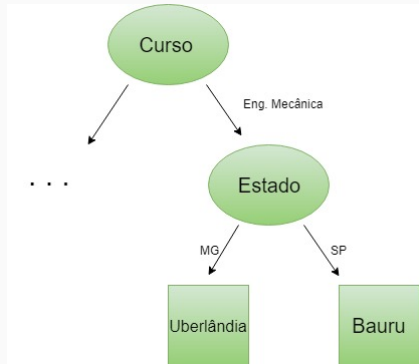 Curso
Eng. Mecânica
. . .
Estado
MG
SP
Uberlândia
Bauru